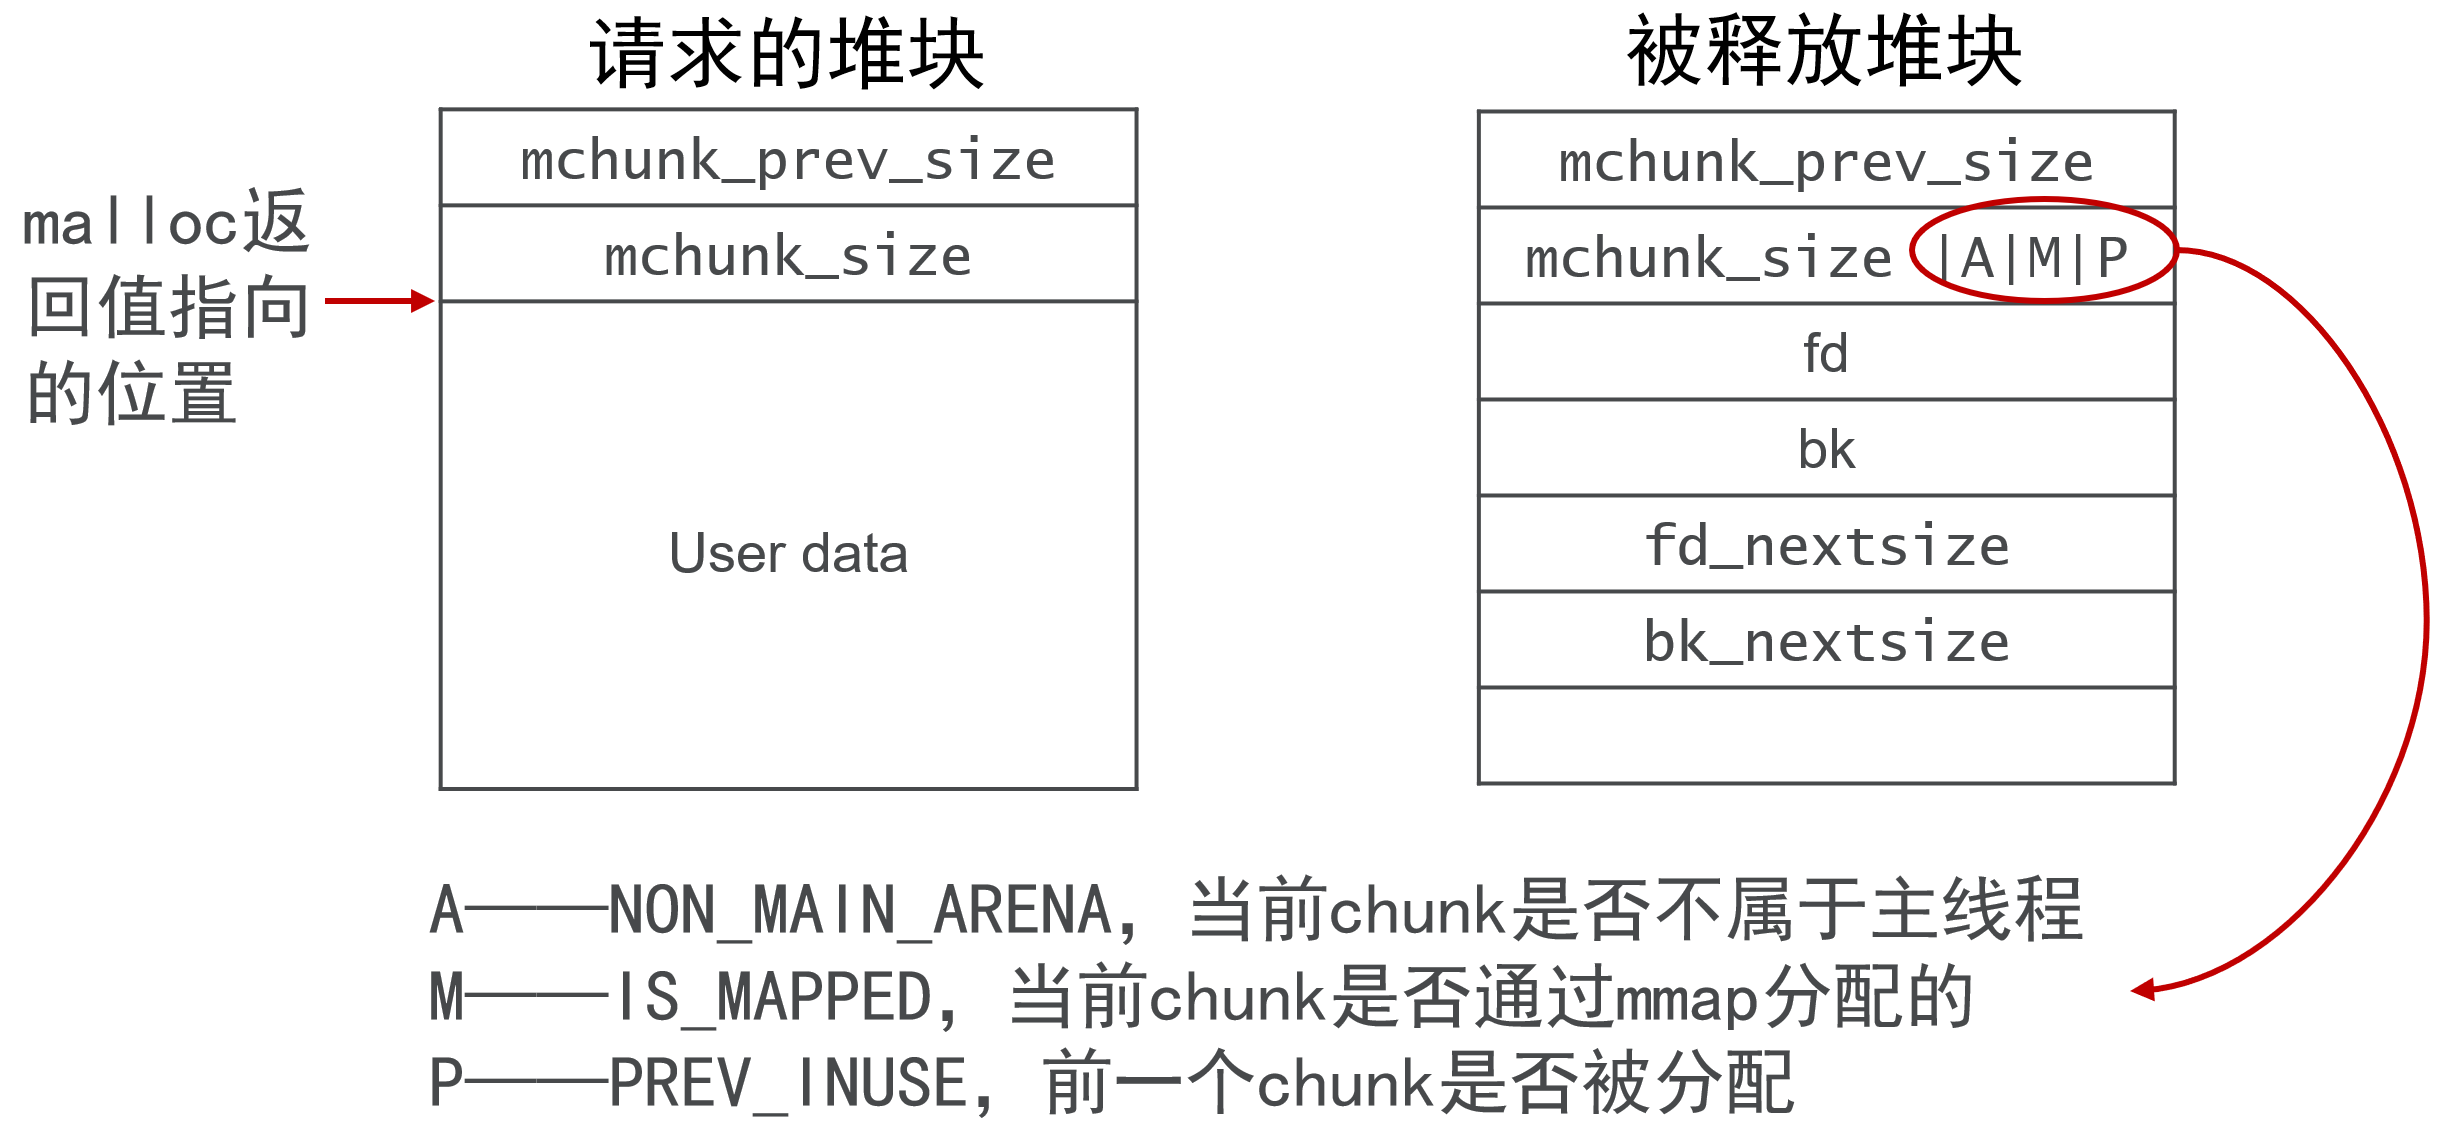 请求的堆块
mchunk_prev_size
mchunk_size
User data
malloc返
回值指向
的位置
被释放堆块
mchunk_prev_size
mchunk_size |A|M|P
fd
bk
fd_nextsize
bk_nextsize
A——NON_MAIN_ARENA, 当前chunk是否不属于主线程
M——IS_MAPPED, 当前chunk是否通过mmap分配的
P——PREV_INUSE, 前一个chunk是否被分配